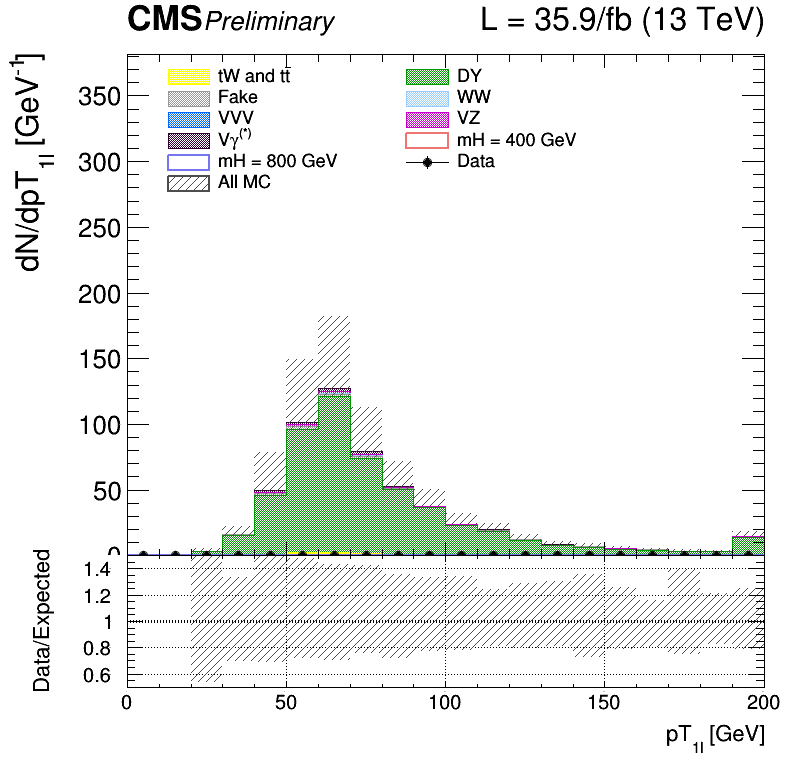 CMS Preliminary L = 35.9/fb (13 TeV)
dN/dpT1l [GeV-1]
tW and tt
DY
Fake
WW
VVV
VZ
Vγ(*)
mH = 400 GeV
mH = 800 GeV
Data
All MC
350
300
250
200
150
100
50
0
Data/Expected
1.4
1.2
1
0.8
0.6
0 50 100 150 200
pT1l [GeV]